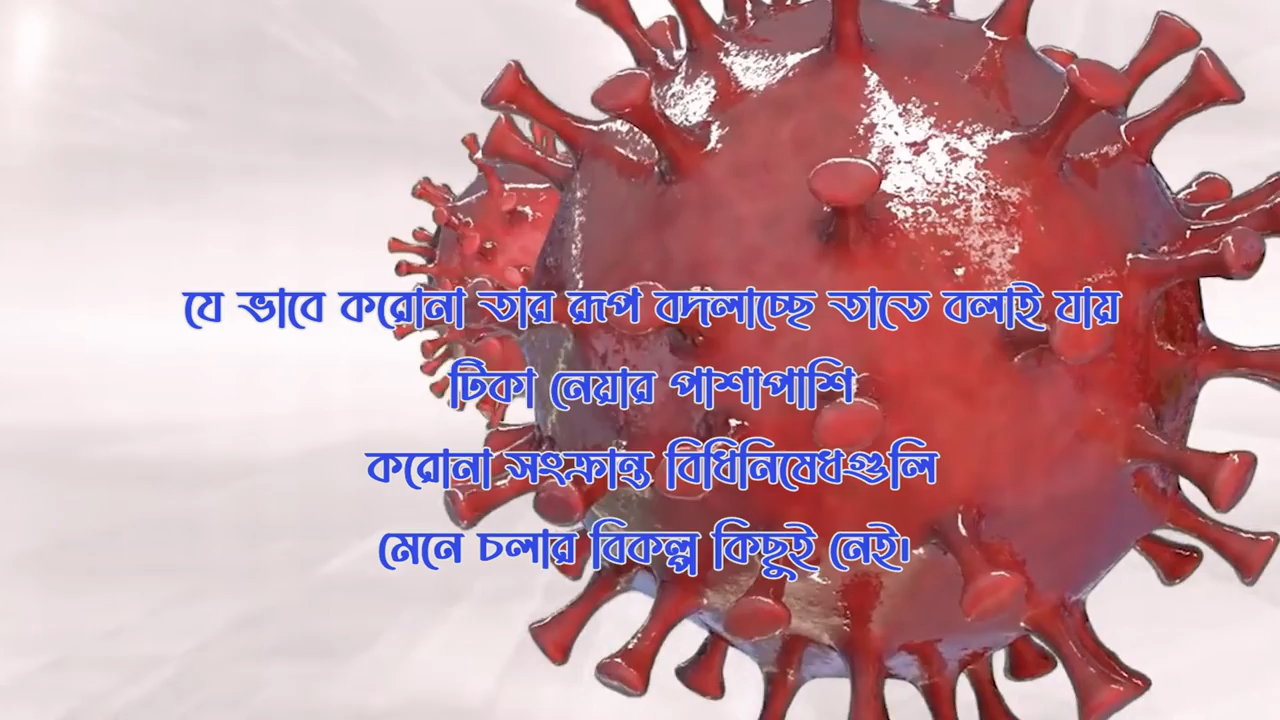 যে ভাবে করোনা তার রূপ বদলাচ্ছে তাতে বলাই যায়
টিকা নেয়ার পাশাপাশি
করোনা সংক্রান্ত বিধিনিষেধগুলি
মেনে চলার বিকল্প কিছুই নেই।